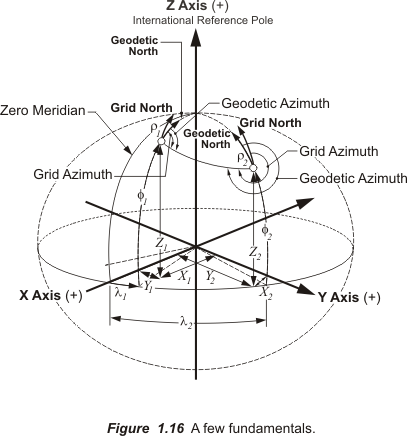 Z Axis (+)
International Reference Pole
Geodetic
North
Zero Meridian
Grid North
Geodetic Azimuth
Grid North
ρ1
Geodetic
North
ρ2
Grid Azimuth
Grid Azimuth
Geodetic Azimuth
ϕ1
ϕ2
Z1
Z2
X1
Y2
Y1
X2
λ1
X Axis (+)
Y Axis (+)
λ2
Figure 1.16 A few fundamentals.